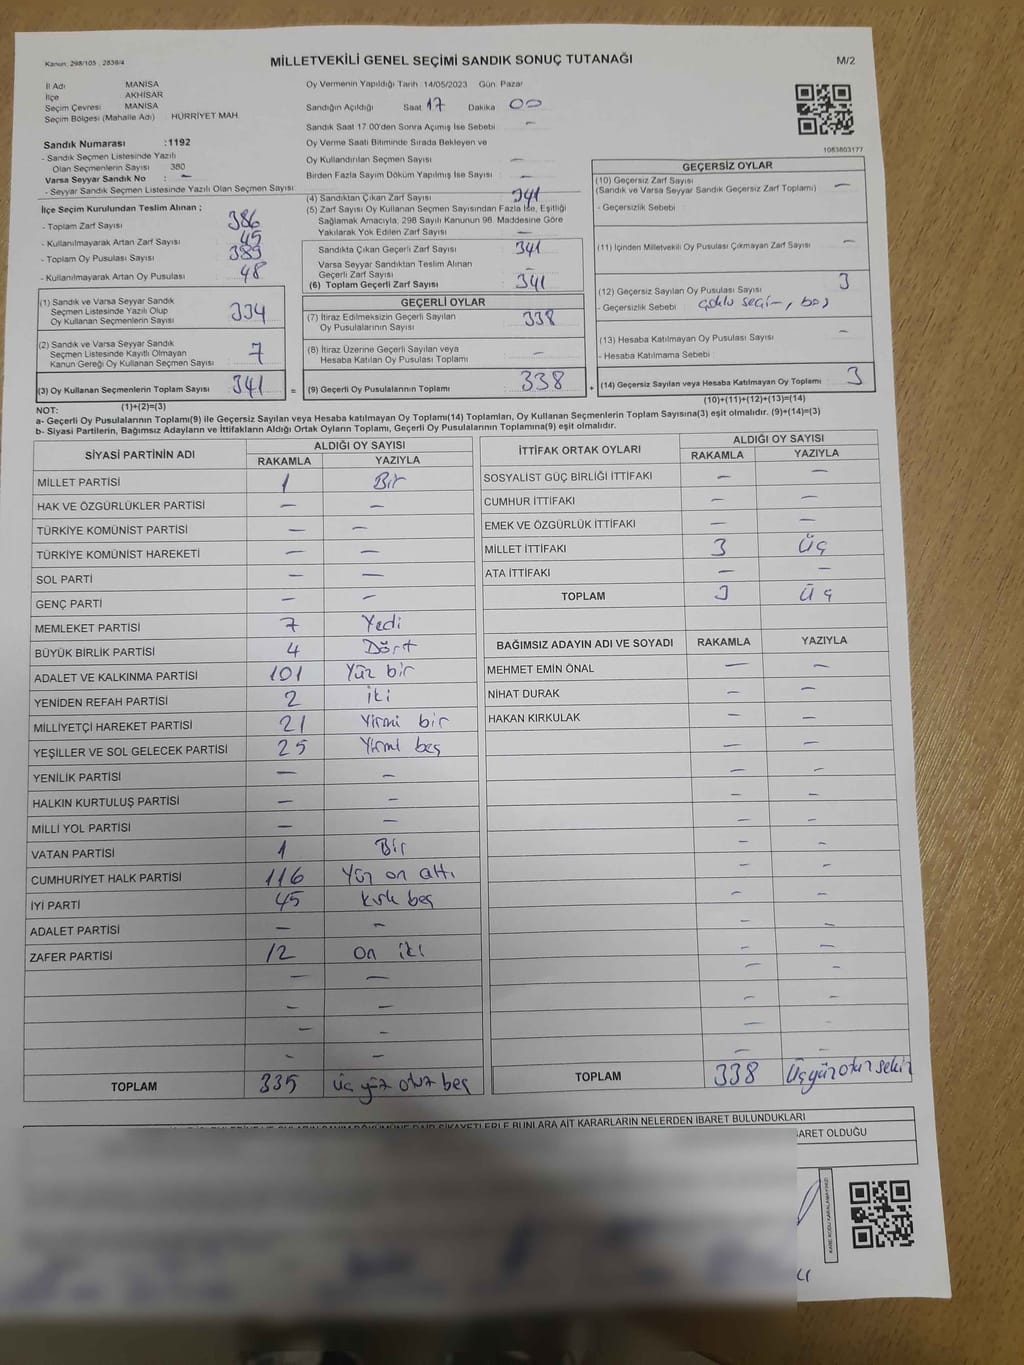 Kanun: 298/105 , 2839/4
MİLLETVEKİLİ GENEL SEÇİMİ SANDIK SONUÇ TUTANAĞI
M/2
İl Adı MANİSA
İlçe AKHİSAR
Seçim Çevresi MANİSA
Seçim Bölgesi (Mahalle Adı) : HÜRRİYET MAH.
Sandık Numarası :1192
- Sandık Seçmen Listesinde Yazılı
Olan Seçmenlerin Sayısı 380
Varsa Seyyar Sandık No : –
- Seyyar Sandık Seçmen Listesinde Yazılı Olan Seçmen Sayısı
Oy Vermenin Yapıldığı Tarih :14/05/2023 Gün: Pazar
Sandığın Açıldığı Saat 17 Dakika 00
Sandık Saat 17:00'den Sonra Açımış İse Sebebi –
Oy Verme Saati Bitiminde Sırada Bekleyen ve
Oy Kullandırılan Seçmen Sayısı –
Birden Fazla Sayım Döküm Yapılmış İse Sayısı : –
1083803177
İlçe Seçim Kurulundan Teslim Alınan ;
- Toplam Zarf Sayısı 386
- Kullanılmayarak Artan Zarf Sayısı 45
- Toplam Oy Pusulası Sayısı 389
- Kullanılmayarak Artan Oy Pusulası 48
(1) Sandık ve Varsa Seyyar Sandık
Seçmen Listesinde Yazılı Olup
Oy Kullanan Seçmenlerin Sayısı 334
(2) Sandık ve Varsa Seyyar Sandık
Seçmen Listesinde Kayıtlı Olmayan
Kanun Gereği Oy Kullanan Seçmen Sayısı 7
(3) Oy Kullanan Seçmenlerin Toplam Sayısı 341 =
(1)+(2)=(3)
(4) Sandıktan Çıkan Zarf Sayısı 341
(5) Zarf Sayısı Oy Kullanan Seçmen Sayısından Fazla İse, Eşitliği
Sağlamak Amacıyla, 298 Sayılı Kanunun 98. Maddesine Göre
Yakılarak Yok Edilen Zarf Sayısı –
Sandıkta Çıkan Geçerli Zarf Sayısı 341
Varsa Seyyar Sandıktan Teslim Alınan
Geçerli Zarf Sayısı –
(6) Toplam Geçerli Zarf Sayısı 341
GEÇERLİ OYLAR
(7) İtiraz Edilmeksizin Geçerli Sayılan
Oy Pusulalarının Sayısı 338
(8) İtiraz Üzerine Geçerli Sayılan veya
Hesaba Katılan Oy Pusulası Toplamı –
(9) Geçerli Oy Pusulalarının Toplamı 338 +
GEÇERSİZ OYLAR
(10) Geçersiz Zarf Sayısı –
(Sandık ve Varsa Seyyar Sandık Geçersiz Zarf Toplamı)
- Geçersizlik Sebebi :
(11) İçinden Milletvekili Oy Pusulası Çıkmayan Zarf Sayısı –
(12) Geçersiz Sayılan Oy Pusulası Sayısı 3
- Geçersizlik Sebebi : çoklu seçim, boş
(13) Hesaba Katılmayan Oy Pusulası Sayısı –
- Hesaba Katılmama Sebebi :
(14) Geçersiz Sayılan veya Hesaba Katılmayan Oy Toplamı 3
(10)+(11)+(12)+(13)=(14)
NOT:
a- Geçerli Oy Pusulalarının Toplamı(9) ile Geçersiz Sayılan veya Hesaba katılmayan Oy Toplamı(14) Toplamları, Oy Kullanan Seçmenlerin Toplam Sayısına(3) eşit olmalıdır. (9)+(14)=(3)
b- Siyasi Partilerin, Bağımsız Adayların ve İttifakların Aldığı Ortak Oyların Toplamı, Geçerli Oy Pusulalarının Toplamına(9) eşit olmalıdır.
SİYASİ PARTİNİN ADI ALDIĞI OY SAYISI
RAKAMLA YAZIYLA
MİLLET PARTİSİ 1 Bir
HAK VE ÖZGÜRLÜKLER PARTİSİ – –
TÜRKİYE KOMÜNİST PARTİSİ – –
TÜRKİYE KOMÜNİST HAREKETİ – –
SOL PARTİ – –
GENÇ PARTİ – –
MEMLEKET PARTİSİ 7 Yedi
BÜYÜK BİRLİK PARTİSİ 4 Dört
ADALET VE KALKINMA PARTİSİ 101 Yüz bir
YENİDEN REFAH PARTİSİ 2 iki
MİLLİYETÇİ HAREKET PARTİSİ 21 Yirmi bir
YEŞİLLER VE SOL GELECEK PARTİSİ 25 Yirmi beş
YENİLİK PARTİSİ – –
HALKIN KURTULUŞ PARTİSİ – –
MİLLİ YOL PARTİSİ – –
VATAN PARTİSİ 1 Bir
CUMHURİYET HALK PARTİSİ 116 Yüz on altı
İYİ PARTİ 45 kırk beş
ADALET PARTİSİ – –
ZAFER PARTİSİ 12 On iki
– –
– –
– –
– –
TOPLAM 335 üç yüz otuz beş
İTTİFAK ORTAK OYLARI ALDIĞI OY SAYISI
RAKAMLA YAZIYLA
SOSYALİST GÜÇ BİRLİĞİ İTTİFAKI – –
CUMHUR İTTİFAKI – –
EMEK VE ÖZGÜRLÜK İTTİFAKI – –
MİLLET İTTİFAKI 3 Üç
ATA İTTİFAKI – –
TOPLAM 3 Üç
BAĞIMSIZ ADAYIN ADI VE SOYADI RAKAMLA YAZIYLA
MEHMET EMİN ÖNAL – –
NİHAT DURAK – –
HAKAN KIRKULAK – –
– –
– –
– –
– –
– –
– –
– –
– –
– –
– –
– –
– –
– –
TOPLAM 338 Üçyüzotuz sekiz
BUNLARA AİT KARARLARIN NELERDEN İBARET BULUNDUKLARI
BARET OLDUĞU